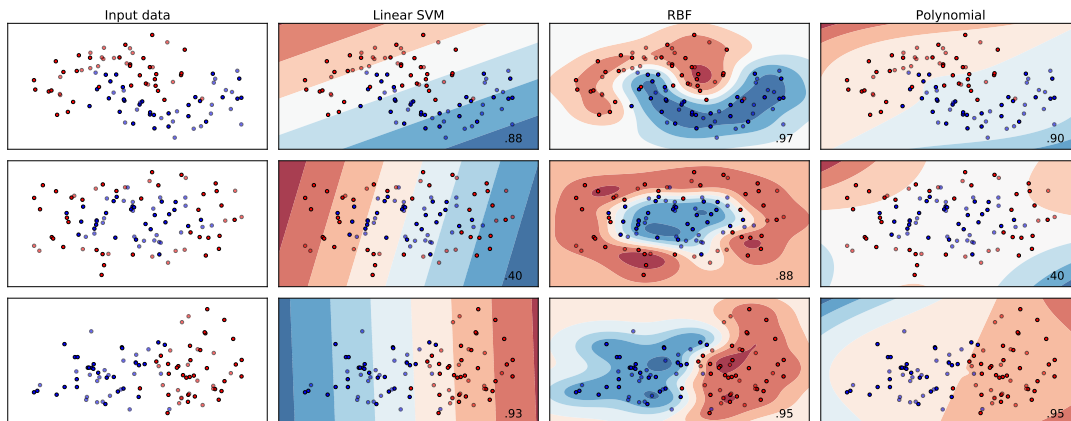 Input data
Linear SVM
RBF
Polynomial
.88
.97
.90
.40
.88
.40
.93
.95
.95